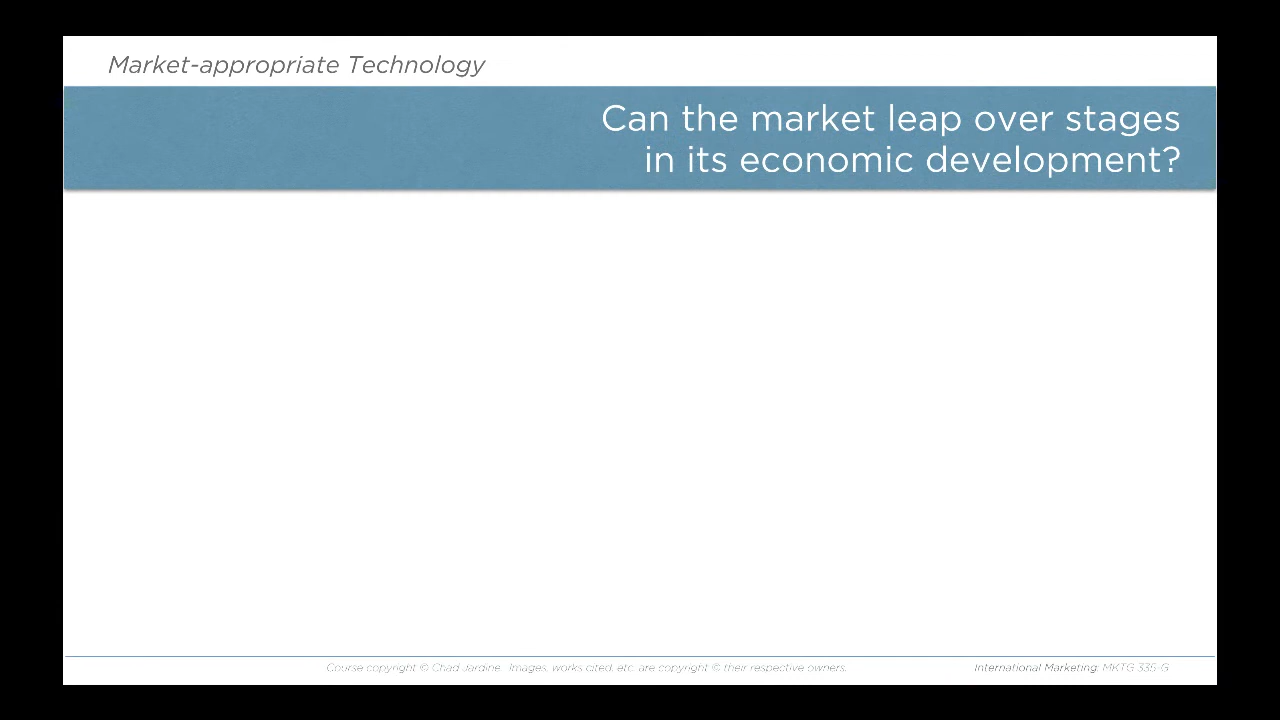 Market-appropriate Technology
Can the market leap over stages
in its economic development?
Course copyright © Chad Jardine. Images, works cited, etc. are copyright © their respective owners.
International Marketing: MKTG 335-G